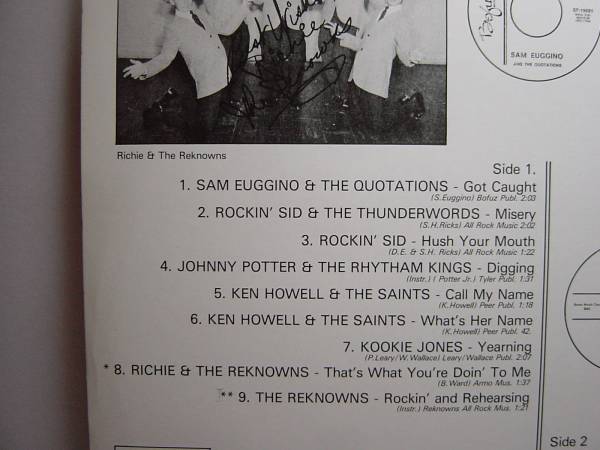 SAM EUGGINO
AND THE QUOTATIONS
Richie & The Reknowns
Side 1.
1. SAM EUGGINO & THE QUOTATIONS - Got Caught
(S.Euggino) Bofuz Publ. 2:03
2. ROCKIN' SID & THE THUNDERWORDS - Misery
(S.H.Ricks) All Rock Music 2:02
3. ROCKIN' SID - Hush Your Mouth
(D.E. & S.H. Ricks) All Rock Music 1:22
4. JOHNNY POTTER & THE RHYTHAM KINGS - Digging
(Instr.) ( Potter Jr.) Tyler Publ. 1:31
5. KEN HOWELL & THE SAINTS - Call My Name
(K.Howell) Peer Publ. 1:18
6. KEN HOWELL & THE SAINTS - What's Her Name
(K.Howell) Peer Publ. 42.
7. KOOKIE JONES - Yearning
(P.Leary/W.Wallace) Leary/Wallace Publ. 2:07
* 8. RICHIE & THE REKNOWNS - That's What You're Doin' To Me
(B.Ward) Armo Mus. 1:37
** 9. THE REKNOWNS - Rockin' and Rehearsing
(Instr.) Reknowns All Rock Mus. 1:21
Side 2